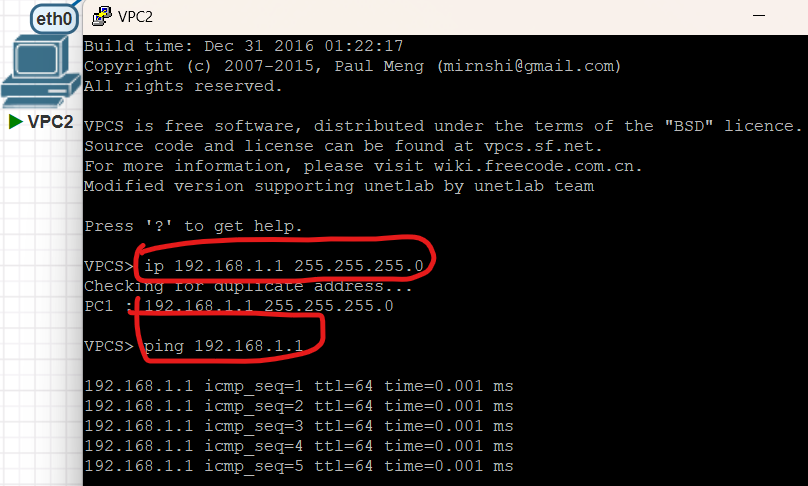 eth0
VPC2
VPC2
Build time: Dec 31 2016 01:22:17
Copyright (c) 2007-2015, Paul Meng (mirnshi@gmail.com)
All rights reserved.
VPCS is free software, distributed under the terms of the "BSD" licence.
Source code and license can be found at vpcs.sf.net.
For more information, please visit wiki.freecode.com.cn.
Modified version supporting unetlab by unetlab team
Press '?' to get help.
VPCS> ip 192.168.1.1 255.255.255.0
Checking for duplicate address...
PC1 : 192.168.1.1 255.255.255.0
VPCS> ping 192.168.1.1
192.168.1.1 icmp_seq=1 ttl=64 time=0.001 ms
192.168.1.1 icmp_seq=2 ttl=64 time=0.001 ms
192.168.1.1 icmp_seq=3 ttl=64 time=0.001 ms
192.168.1.1 icmp_seq=4 ttl=64 time=0.001 ms
192.168.1.1 icmp_seq=5 ttl=64 time=0.001 ms